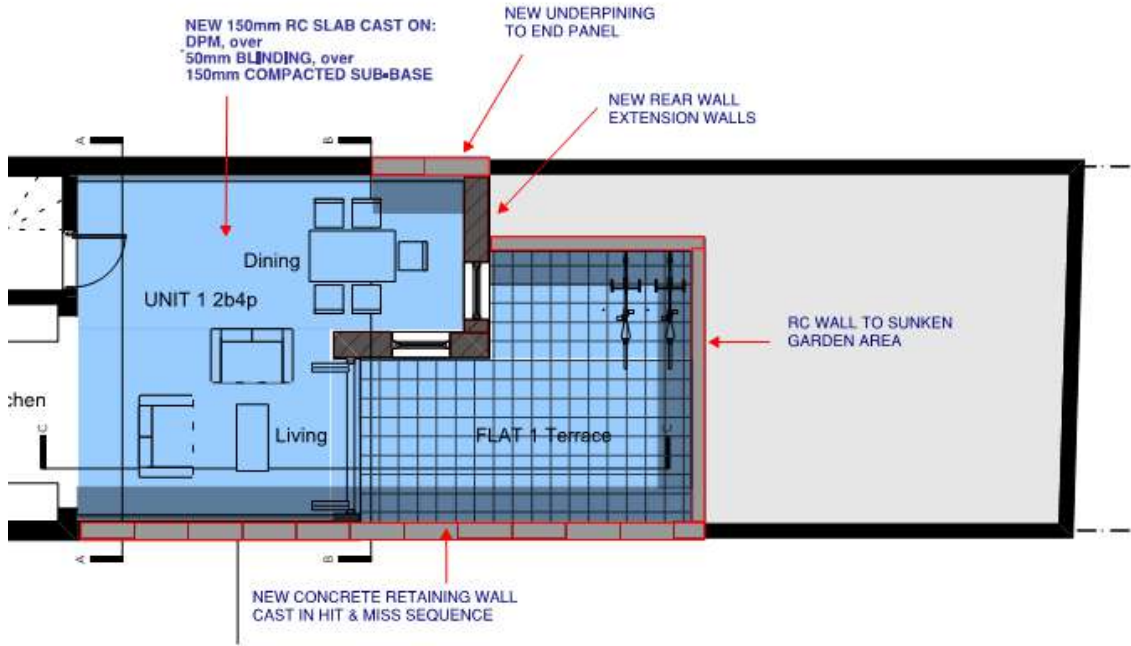 NEW 150mm RC SLAB CAST ON:
DPM, over
50mm BLINDING, over
150mm COMPACTED SUB-BASE
NEW UNDERPINING
TO END PANEL
NEW REAR WALL
EXTENSION WALLS
A
B
Dining
UNIT 1 2b4p
RC WALL TO SUNKEN
GARDEN AREA
chen
C
Living
FLAT 1 Terrace
C
A
B
NEW CONCRETE RETAINING WALL
CAST IN HIT & MISS SEQUENCE